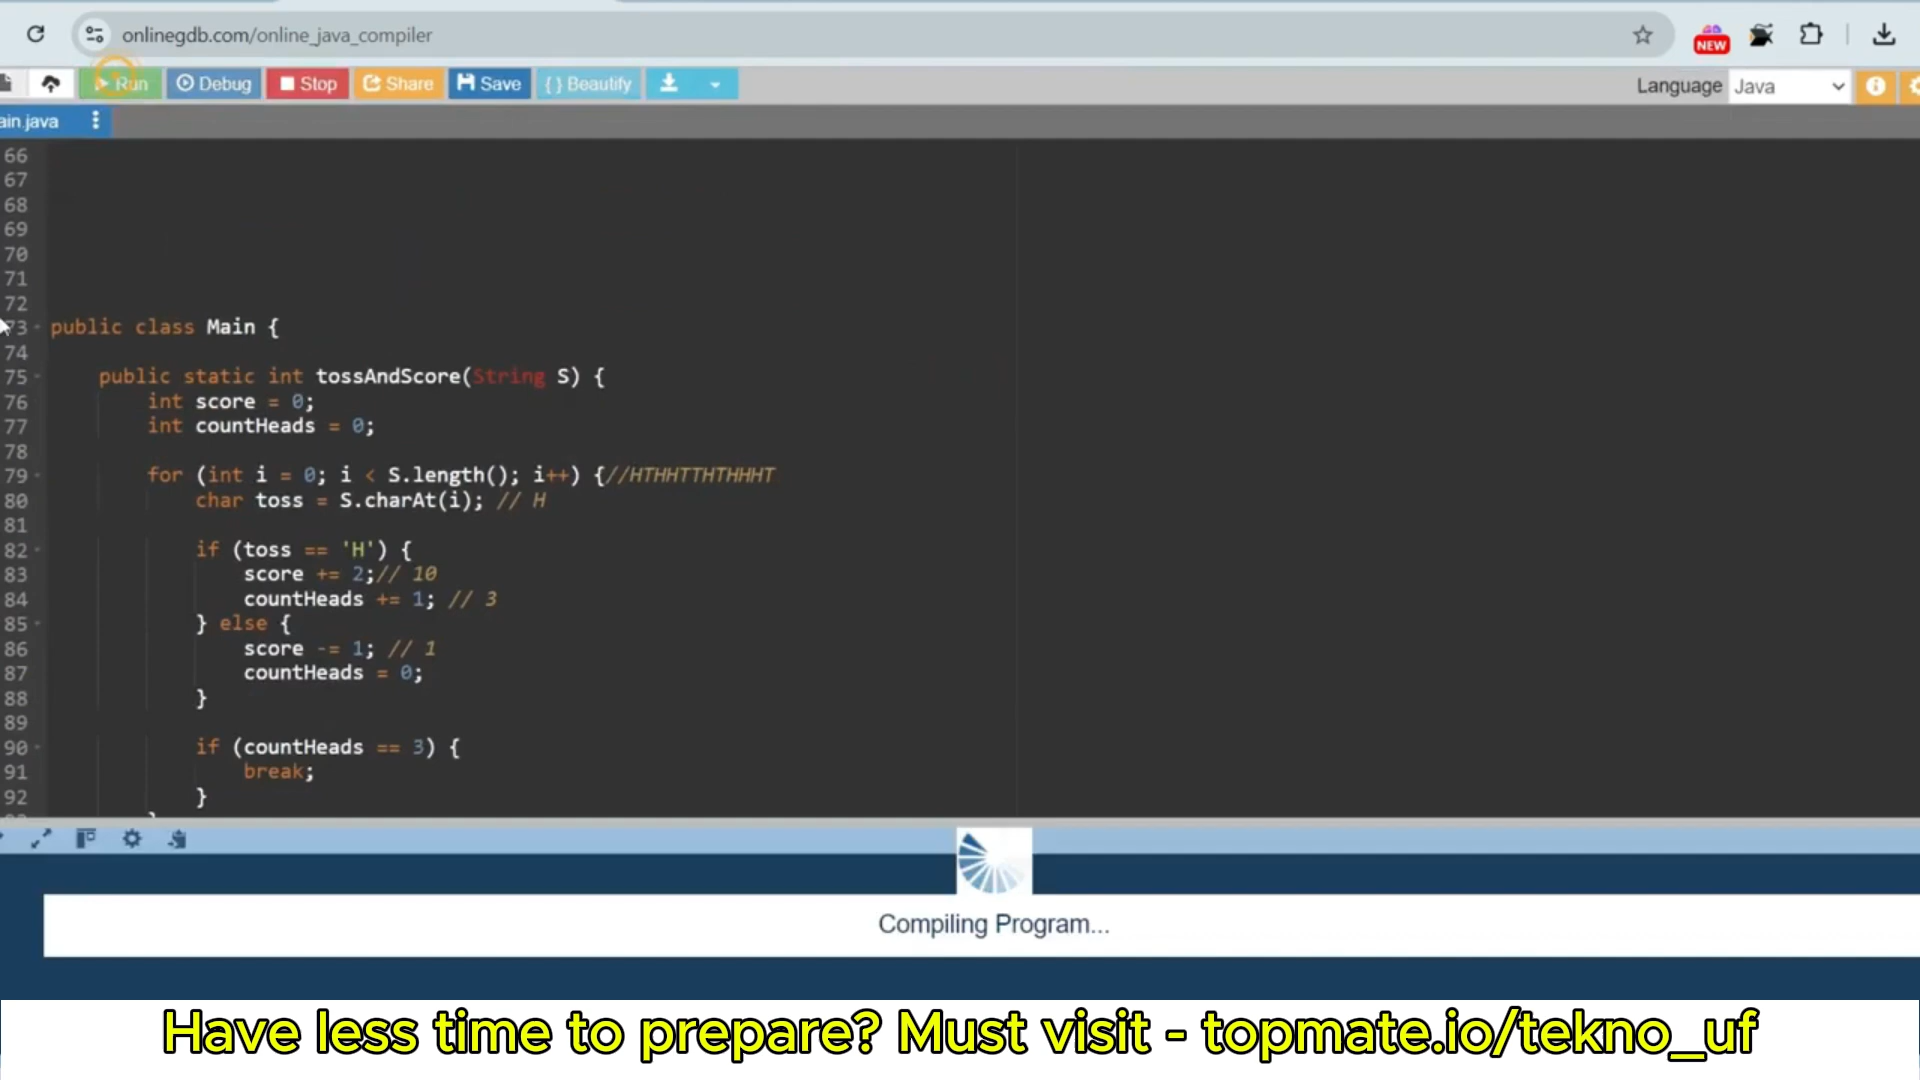 onlinegdb.com/online_java_compiler
NEW
Run Debug Stop Share Save { } Beautify
Language Java
ain.java
66
67
68
69
70
71
72
73 public class Main {
74
75 public static int tossAndScore(String S) {
76 int score = 0;
77 int countHeads = 0;
78
79 for (int i = 0; i < S.length(); i++) {//HTHHTTHTHHHT
80 char toss = S.charAt(i); // H
81
82 if (toss == 'H') {
83 score += 2;// 10
84 countHeads += 1; // 3
85 } else {
86 score -= 1; // 1
87 countHeads = 0;
88 }
89
90 if (countHeads == 3) {
91 break;
92 }
Compiling Program...
Have less time to prepare? Must visit - topmate.io/tekno_uf